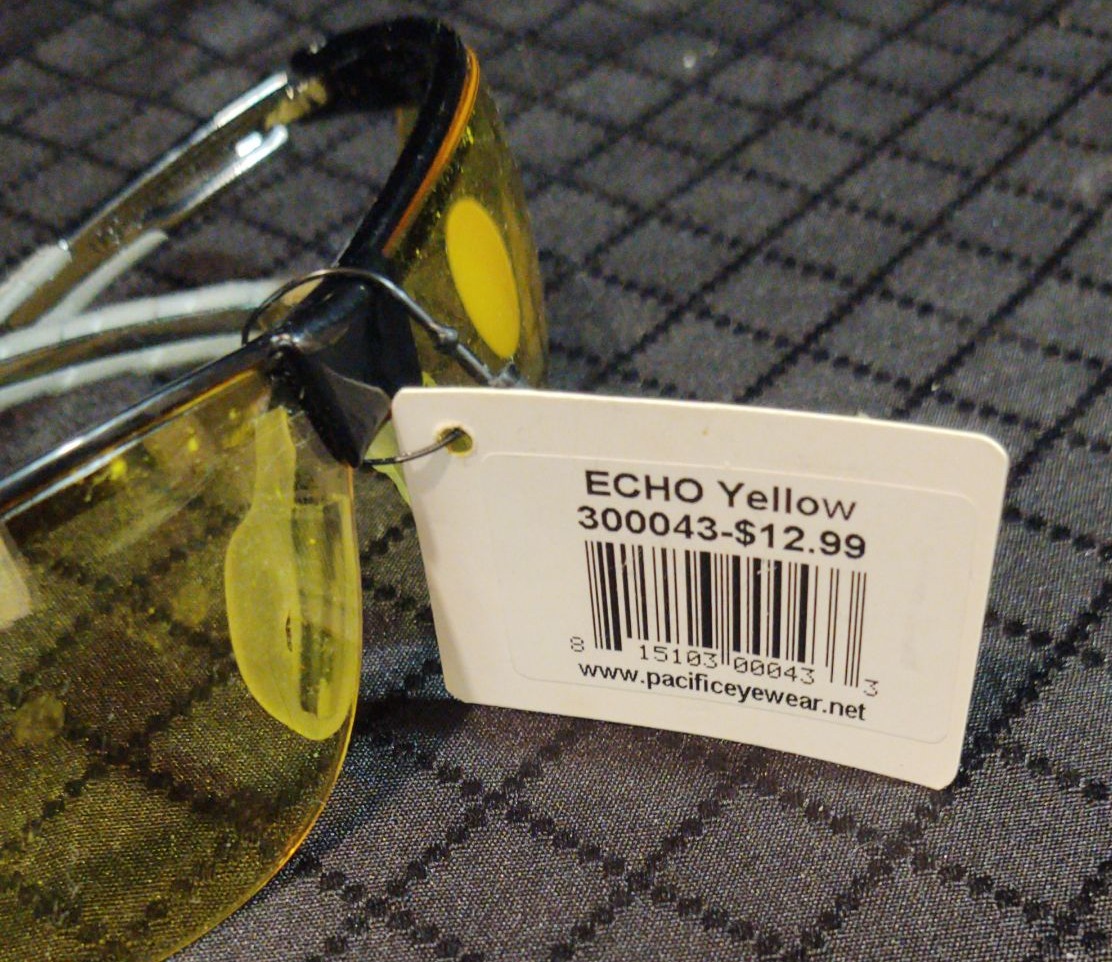 ECHO Yellow
300043-$12.99
8 15103 00043 3
www.pacificeyewear.net